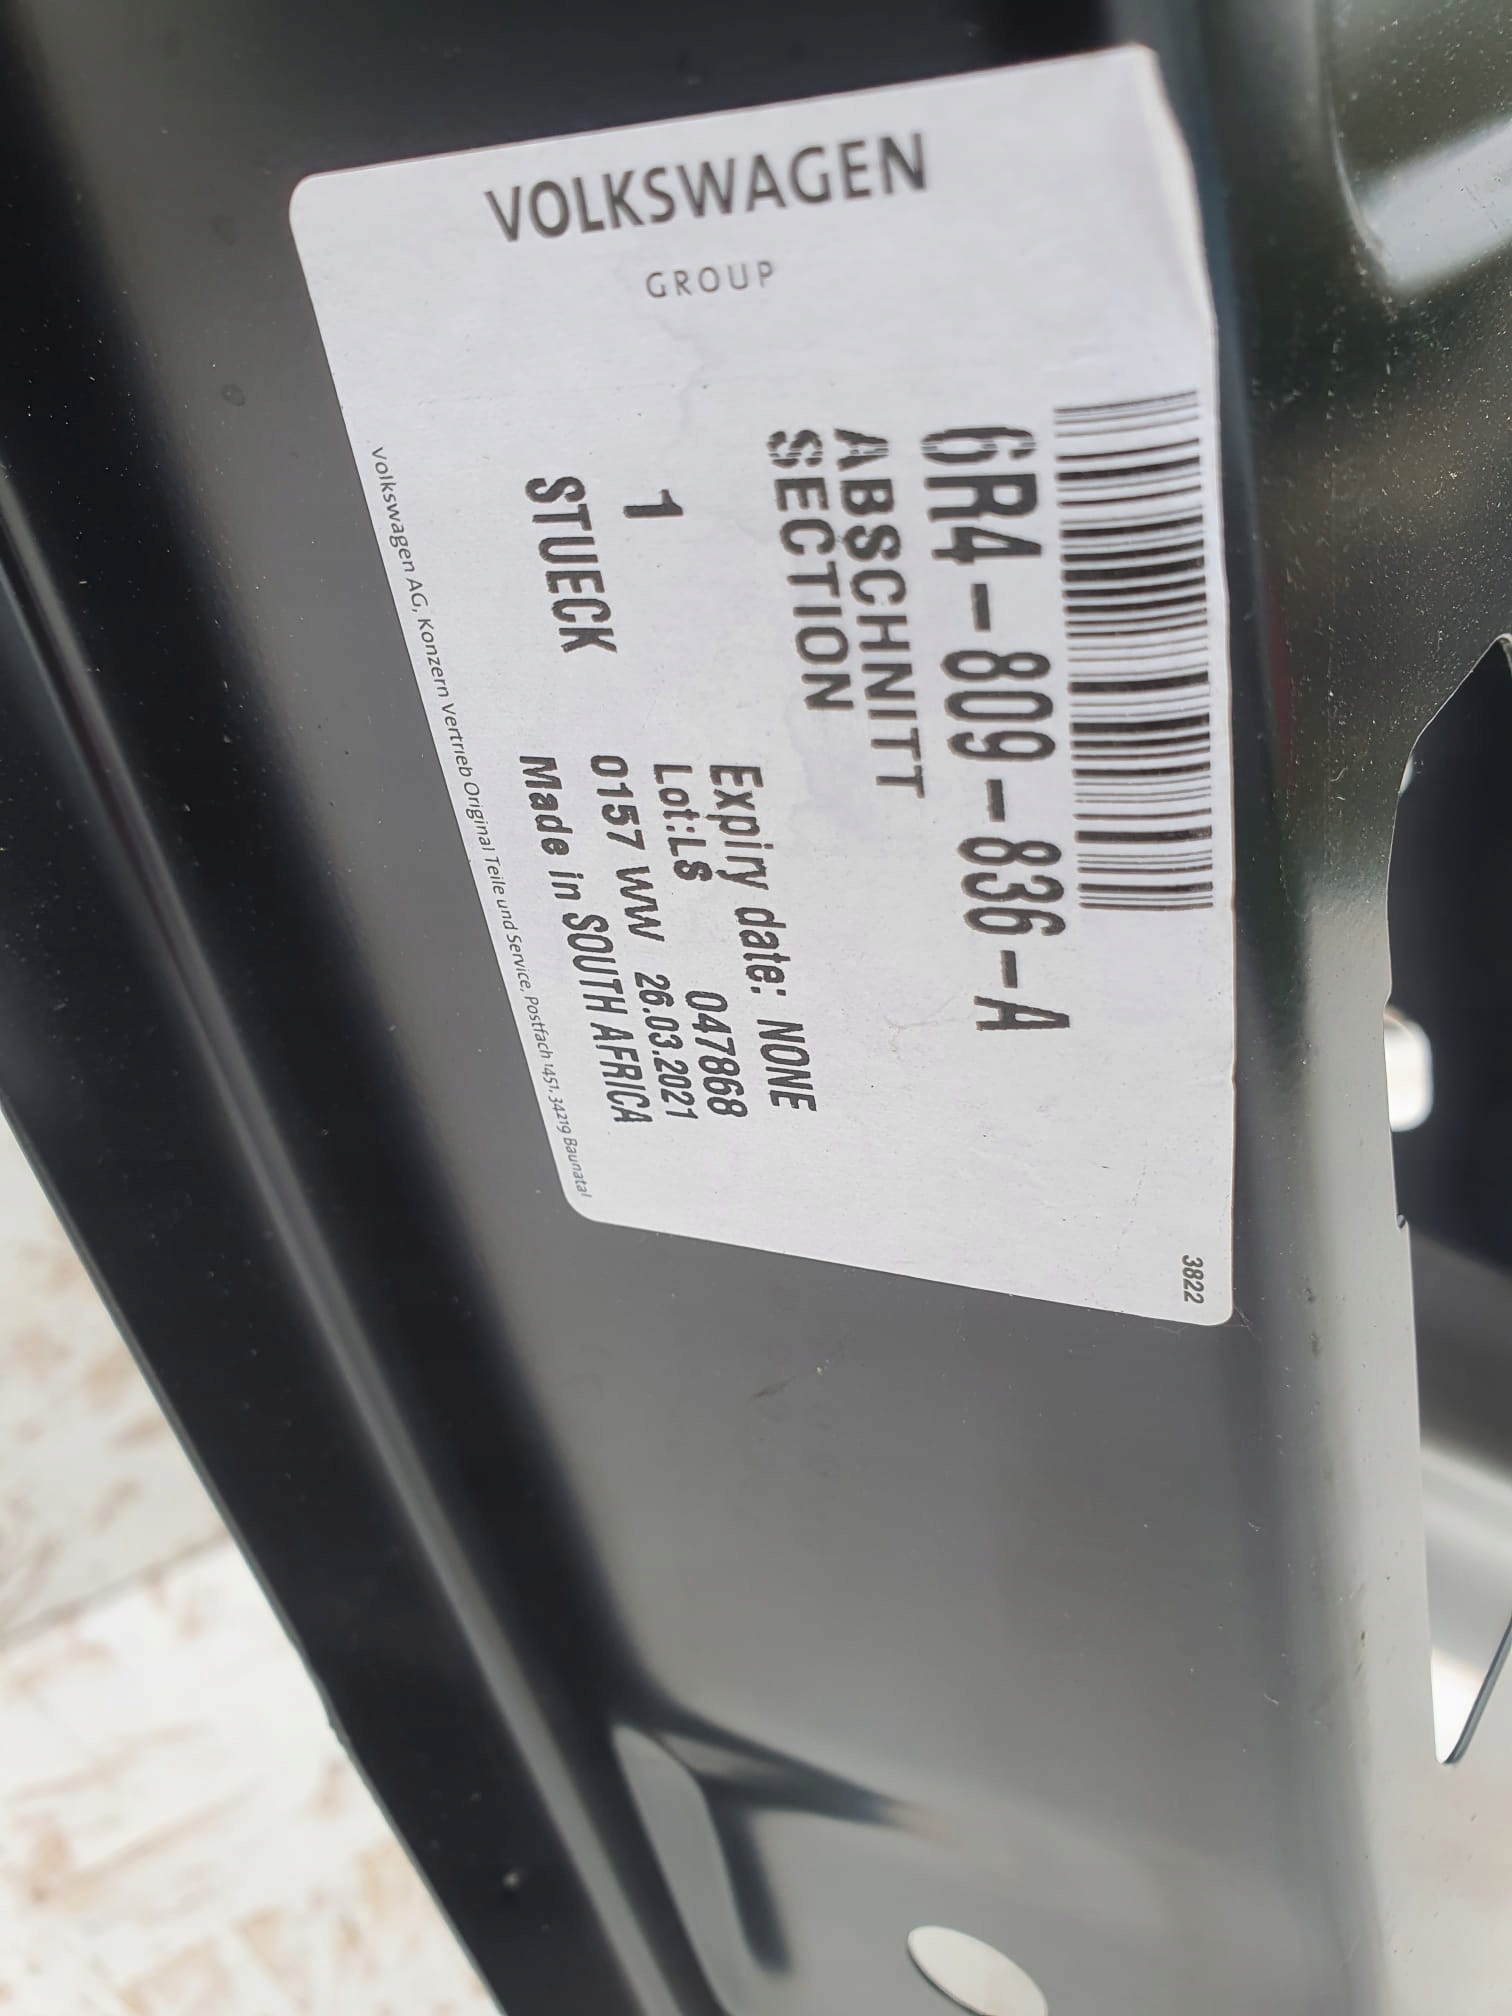 VOLKSWAGEN
GROUP
6R4-809-836-A
ABSCHNITT
SECTION
Expiry date: NONE
1
Lot:L$ 047868
STUECK
0157 WW 26.03.2021
Made in SOUTH AFRICA
Volkswagen AG, Konzern Vertrieb Original Teile und Service, Postfach 1451, 34219 Baunatal
3822